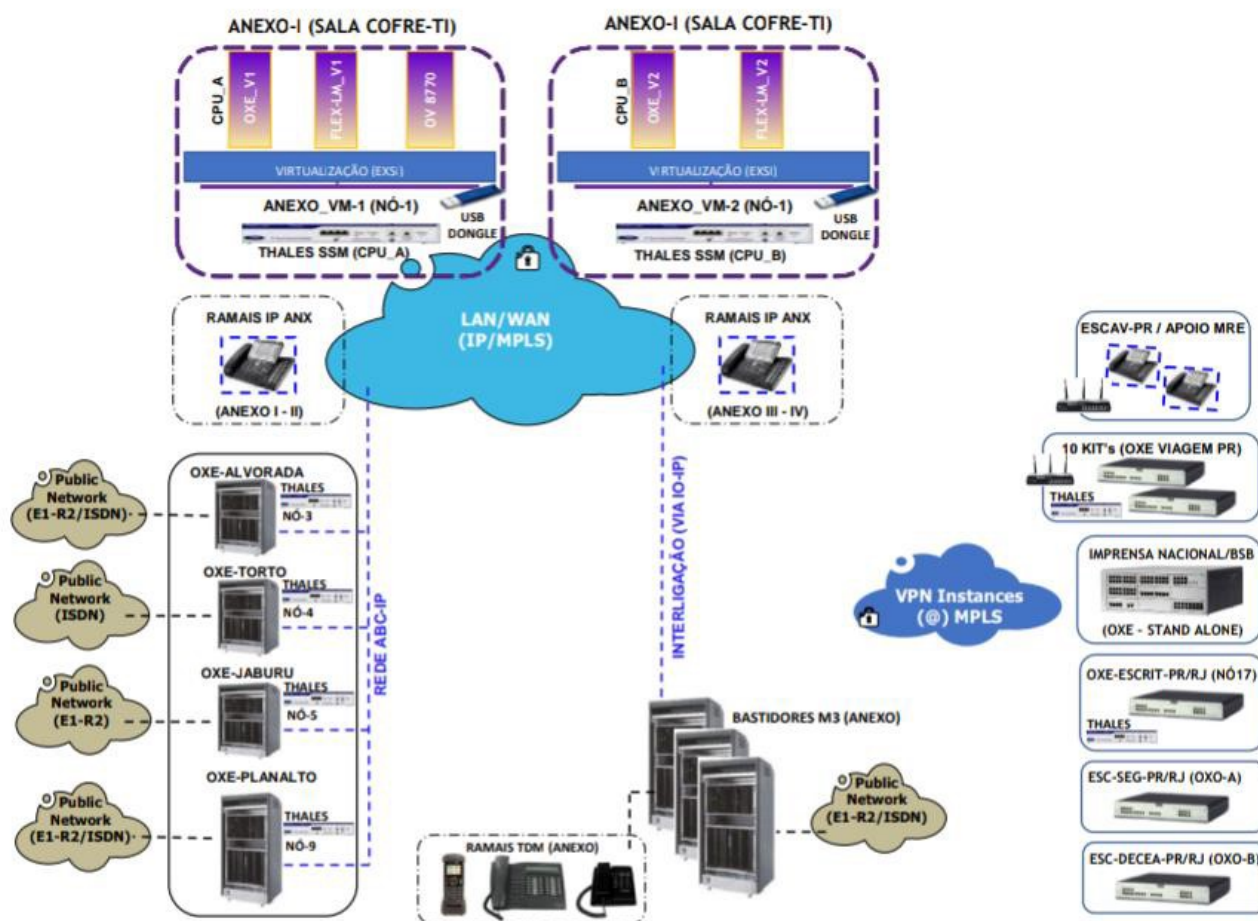 ANEXO-I (SALA COFRE-TI)
CPU_A
OXE_V1
FLEX-LM_V1
OV 8770
VIRTUALIZAÇÃO (EXSI)
ANEXO_VM-1 (NÓ-1)
USB
DONGLE
THALES SSM (CPU_A)
ANEXO-I (SALA COFRE-TI)
CPU_B
OXE_V2
FLEX-LM_V2
VIRTUALIZAÇÃO (EXSI)
ANEXO_VM-2 (NÓ-1)
USB
DONGLE
THALES SSM (CPU_B)
LAN/WAN
(IP/MPLS)
RAMAIS IP ANX
(ANEXO I - II)
RAMAIS IP ANX
(ANEXO III - IV)
Public
Network
(E1-R2/ISDN)
OXE-ALVORADA
THALES
NÓ-3
Public
Network
(ISDN)
OXE-TORTO
THALES
NÓ-4
Public
Network
(E1-R2)
OXE-JABURU
THALES
NÓ-5
Public
Network
(E1-R2/ISDN)
OXE-PLANALTO
THALES
NÓ-9
REDE ABC-IP
INTERLIGAÇÃO (VIA IO-IP)
BASTIDORES M3 (ANEXO)
Public
Network
(E1-R2/ISDN)
RAMAIS TDM (ANEXO)
VPN Instances
(@) MPLS
ESCAV-PR / APOIO MRE
10 KIT's (OXE VIAGEM PR)
THALES
IMPRENSA NACIONAL/BSB
(OXE - STAND ALONE)
OXE-ESCRIT-PR/RJ (NÓ17)
THALES
ESC-SEG-PR/RJ (OXO-A)
ESC-DECEA-PR/RJ (OXO-B)